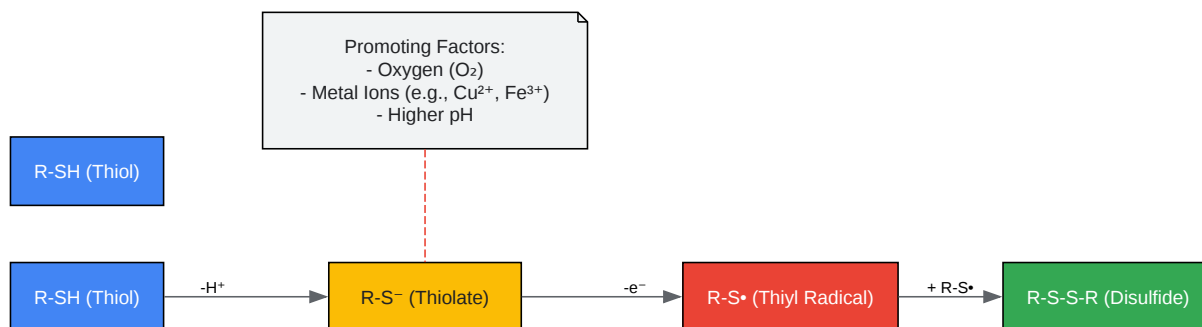 Promoting Factors:
- Oxygen (O₂)
- Metal Ions (e.g., Cu²⁺, Fe³⁺)
- Higher pH
R-SH (Thiol)
R-SH (Thiol)
-H⁺
R-S⁻ (Thiolate)
-e⁻
R-S• (Thiyl Radical)
+ R-S•
R-S-S-R (Disulfide)